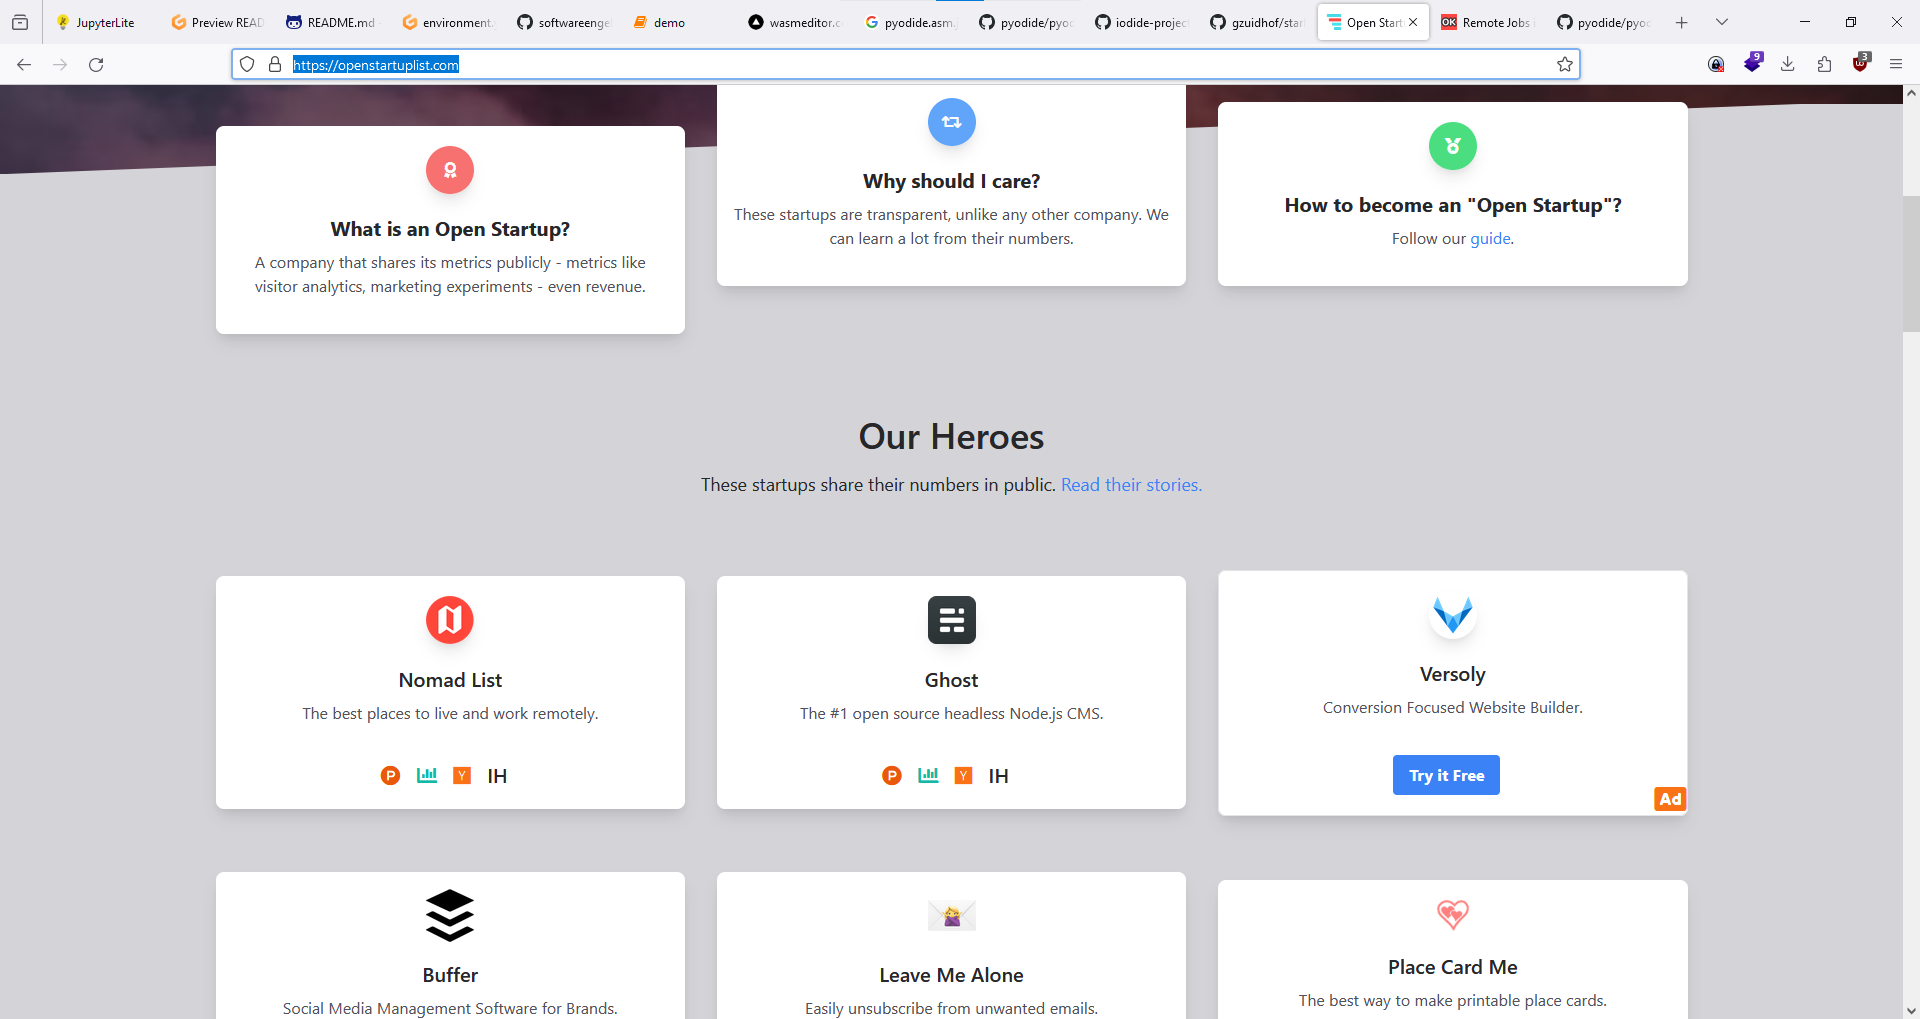 JupyterLite
Preview READ
README.md
environment.
softwareenge
demo
wasmeditor.c
pyodide.asm.j
pyodide/pyoc
iodide-projec
gzuidhof/star
Open Start
OK
Remote Jobs i
pyodide/pyoc
https://openstartuplist.com
9
3
What is an Open Startup?
A company that shares its metrics publicly - metrics like
visitor analytics, marketing experiments - even revenue.
Why should I care?
These startups are transparent, unlike any other company. We
can learn a lot from their numbers.
How to become an "Open Startup"?
Follow our guide.
Our Heroes
These startups share their numbers in public. Read their stories.
Nomad List
The best places to live and work remotely.
P Y IH
Ghost
The #1 open source headless Node.js CMS.
P Y IH
Versoly
Conversion Focused Website Builder.
Try it Free
Ad
Buffer
Social Media Management Software for Brands.
Leave Me Alone
Easily unsubscribe from unwanted emails.
Place Card Me
The best way to make printable place cards.